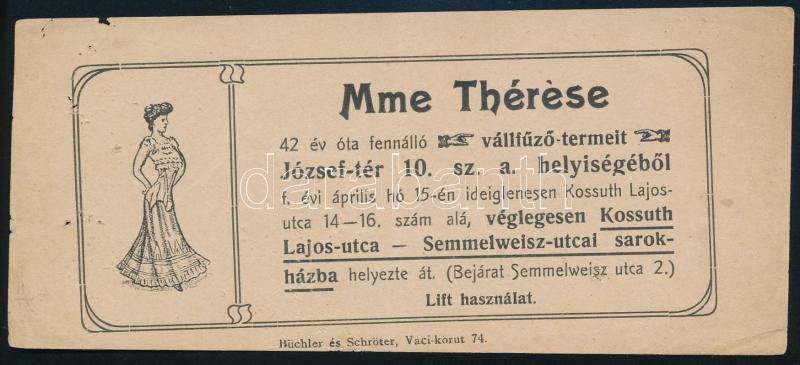 Mme Thérèse
42 év óta fennálló vállfűző-termeit
József-tér 10. sz. a. helyiségéből
f. évi április hó 15-én ideiglenesen Kossuth Lajos-
utca 14—16. szám alá, véglegesen Kossuth
Lajos-utca — Semmelweisz-utcai sarok-
házba helyezte át. (Bejárat Semmelweisz utca 2.)
Lift használat.
Büchler és Schröter, Vaci-körut 74.
darabanth